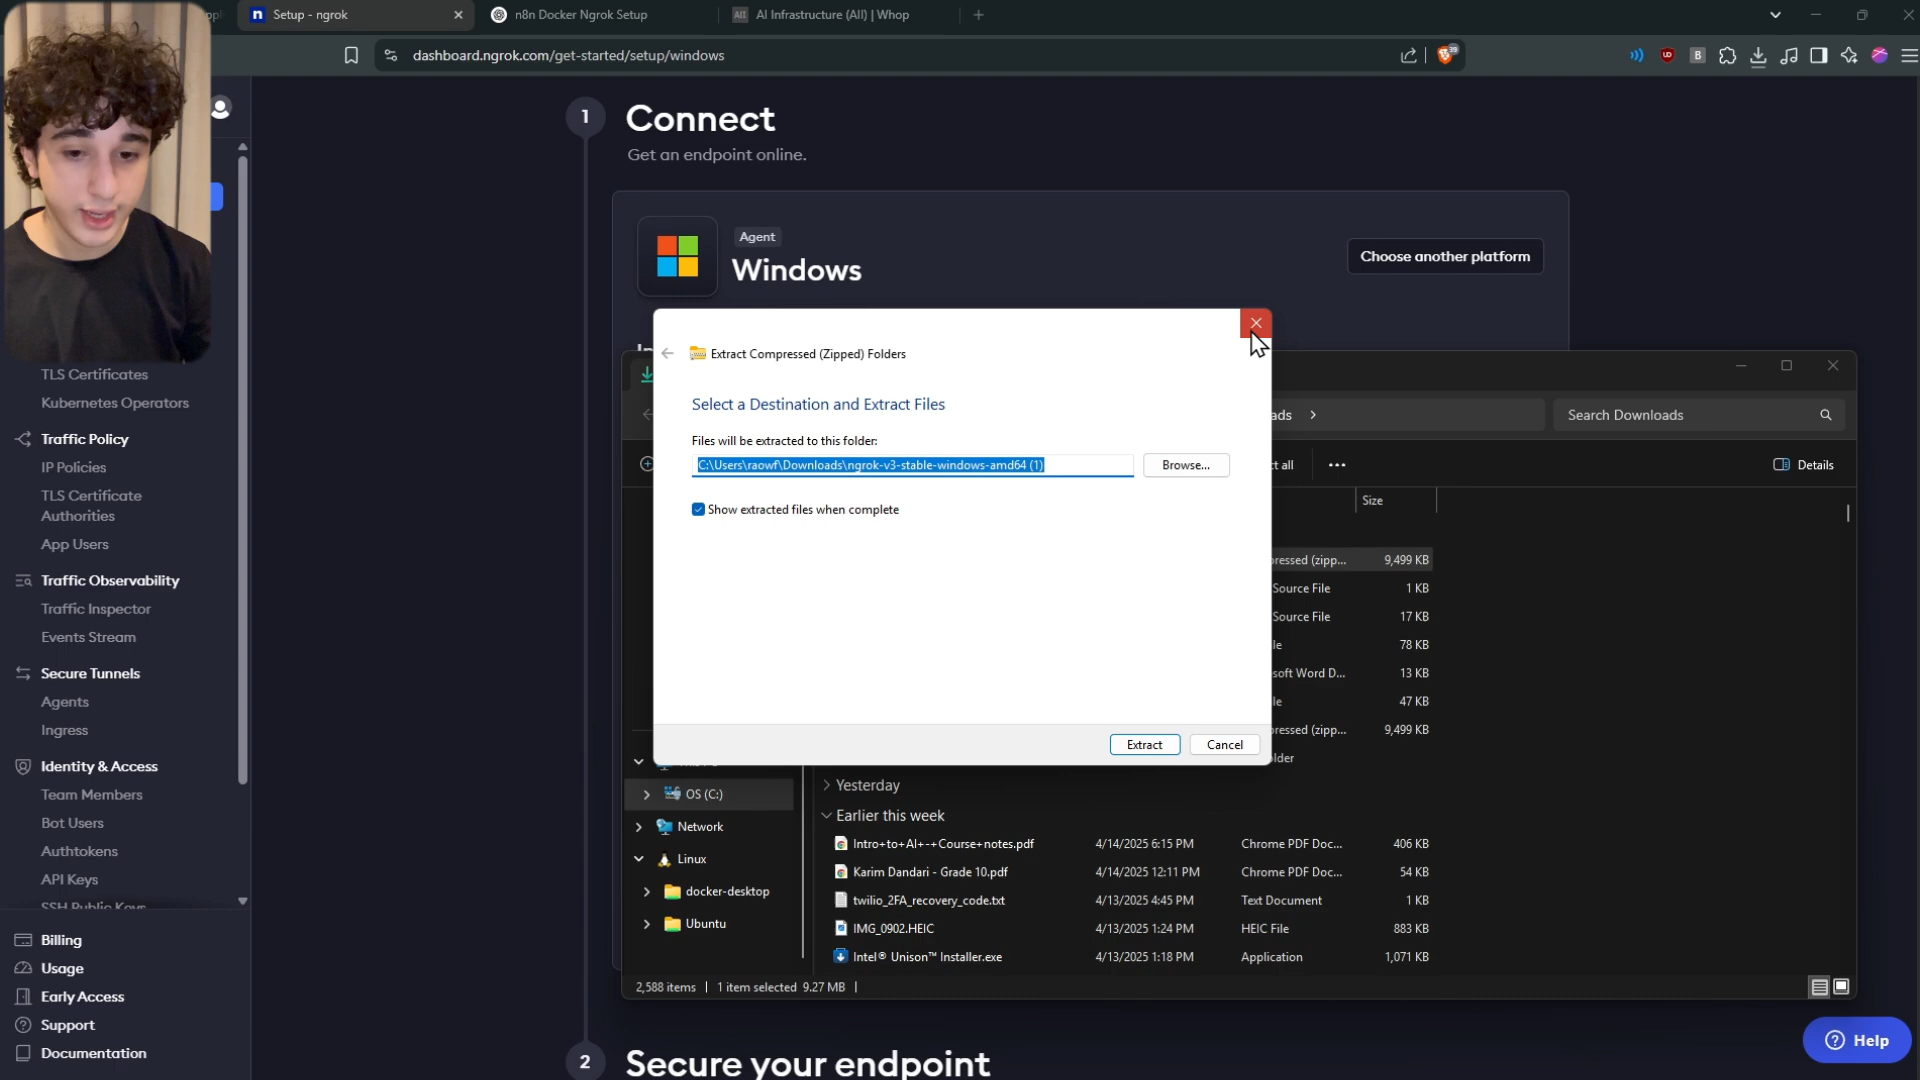 Setup - ngrok
n8n Docker Ngrok Setup
AI Infrastructure (AII) | Whop
dashboard.ngrok.com/get-started/setup/windows
39
1
Connect
Get an endpoint online.
Agent
Windows
Choose another platform
Extract Compressed (Zipped) Folders
Select a Destination and Extract Files
Files will be extracted to this folder:
C:\Users\raowf\Downloads\ngrok-v3-stable-windows-amd64 (1)
Browse...
Show extracted files when complete
Extract
Cancel
Search Downloads
Details
Size
9,499 KB
Source File 1 KB
Source File 17 KB
78 KB
13 KB
47 KB
9,499 KB
Yesterday
Earlier this week
Intro+to+AI+-+Course+notes.pdf 4/14/2025 6:15 PM Chrome PDF Doc... 406 KB
Karim Dandari - Grade 10.pdf 4/14/2025 12:11 PM Chrome PDF Doc... 54 KB
twilio_2FA_recovery_code.txt 4/13/2025 4:45 PM Text Document 1 KB
IMG_0902.HEIC 4/13/2025 1:24 PM HEIC File 883 KB
Intel® Unison™ Installer.exe 4/13/2025 1:18 PM Application 1,071 KB
OS (C:)
Network
Linux
docker-desktop
Ubuntu
2,588 items | 1 item selected 9.27 MB |
TLS Certificates
Kubernetes Operators
Traffic Policy
IP Policies
TLS Certificate
Authorities
App Users
Traffic Observability
Traffic Inspector
Events Stream
Secure Tunnels
Agents
Ingress
Identity & Access
Team Members
Bot Users
Authtokens
API Keys
SSH Public Keys
Billing
Usage
Early Access
Support
Documentation
2
Secure your endpoint
Help